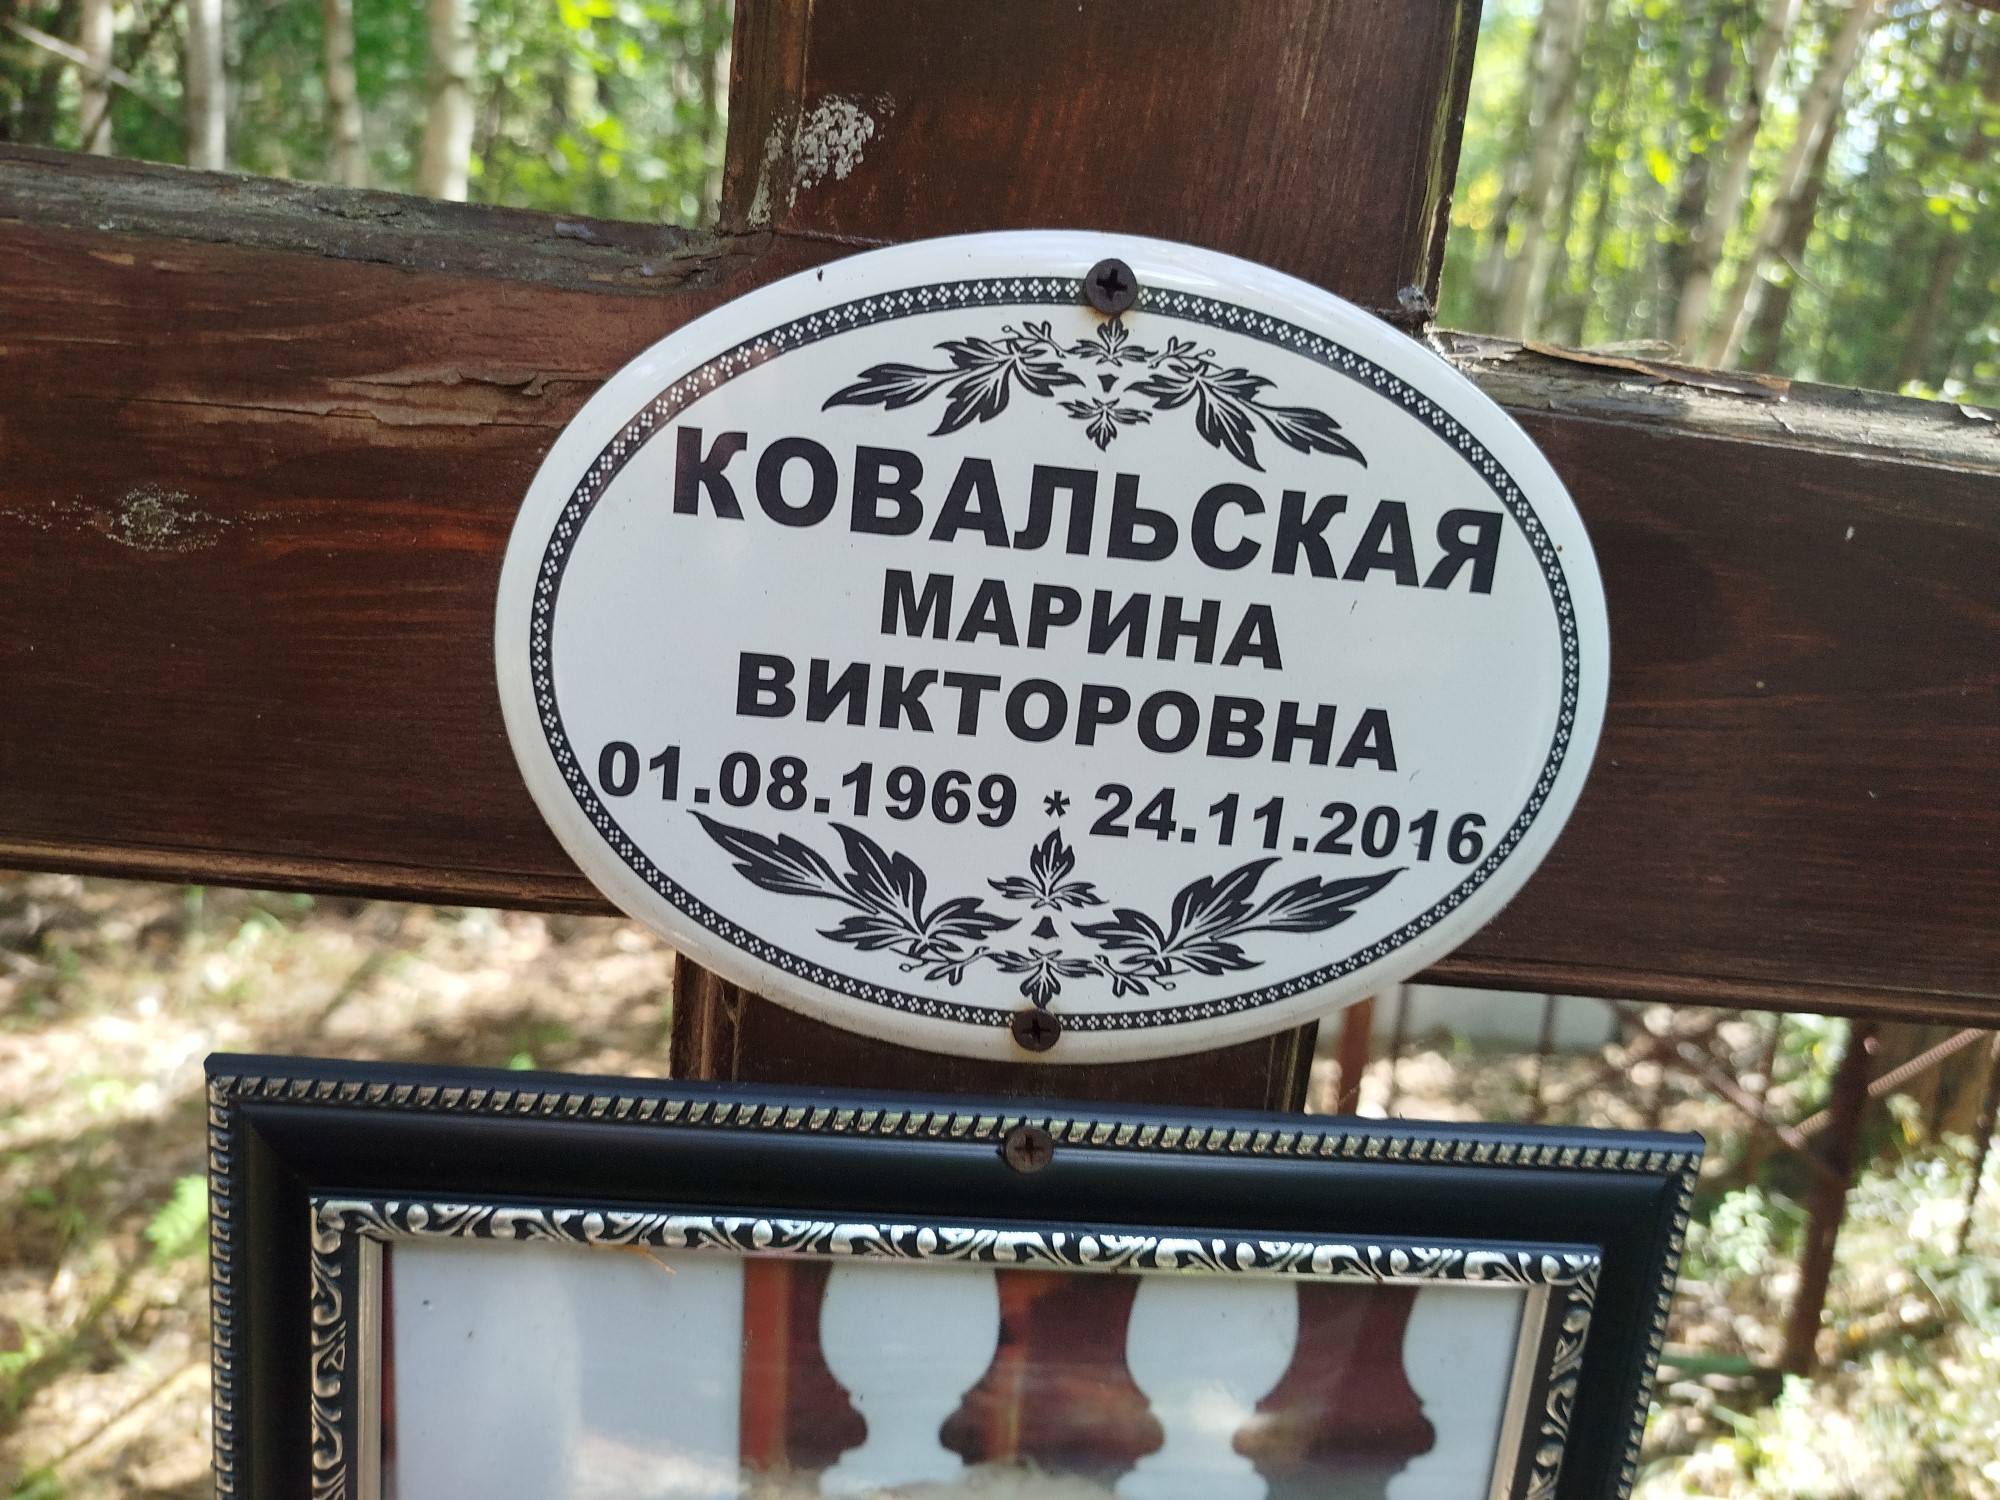 КОВАЛЬСКАЯ
МАРИНА
ВИКТОРОВНА
01.08.1969 * 24.11.2016